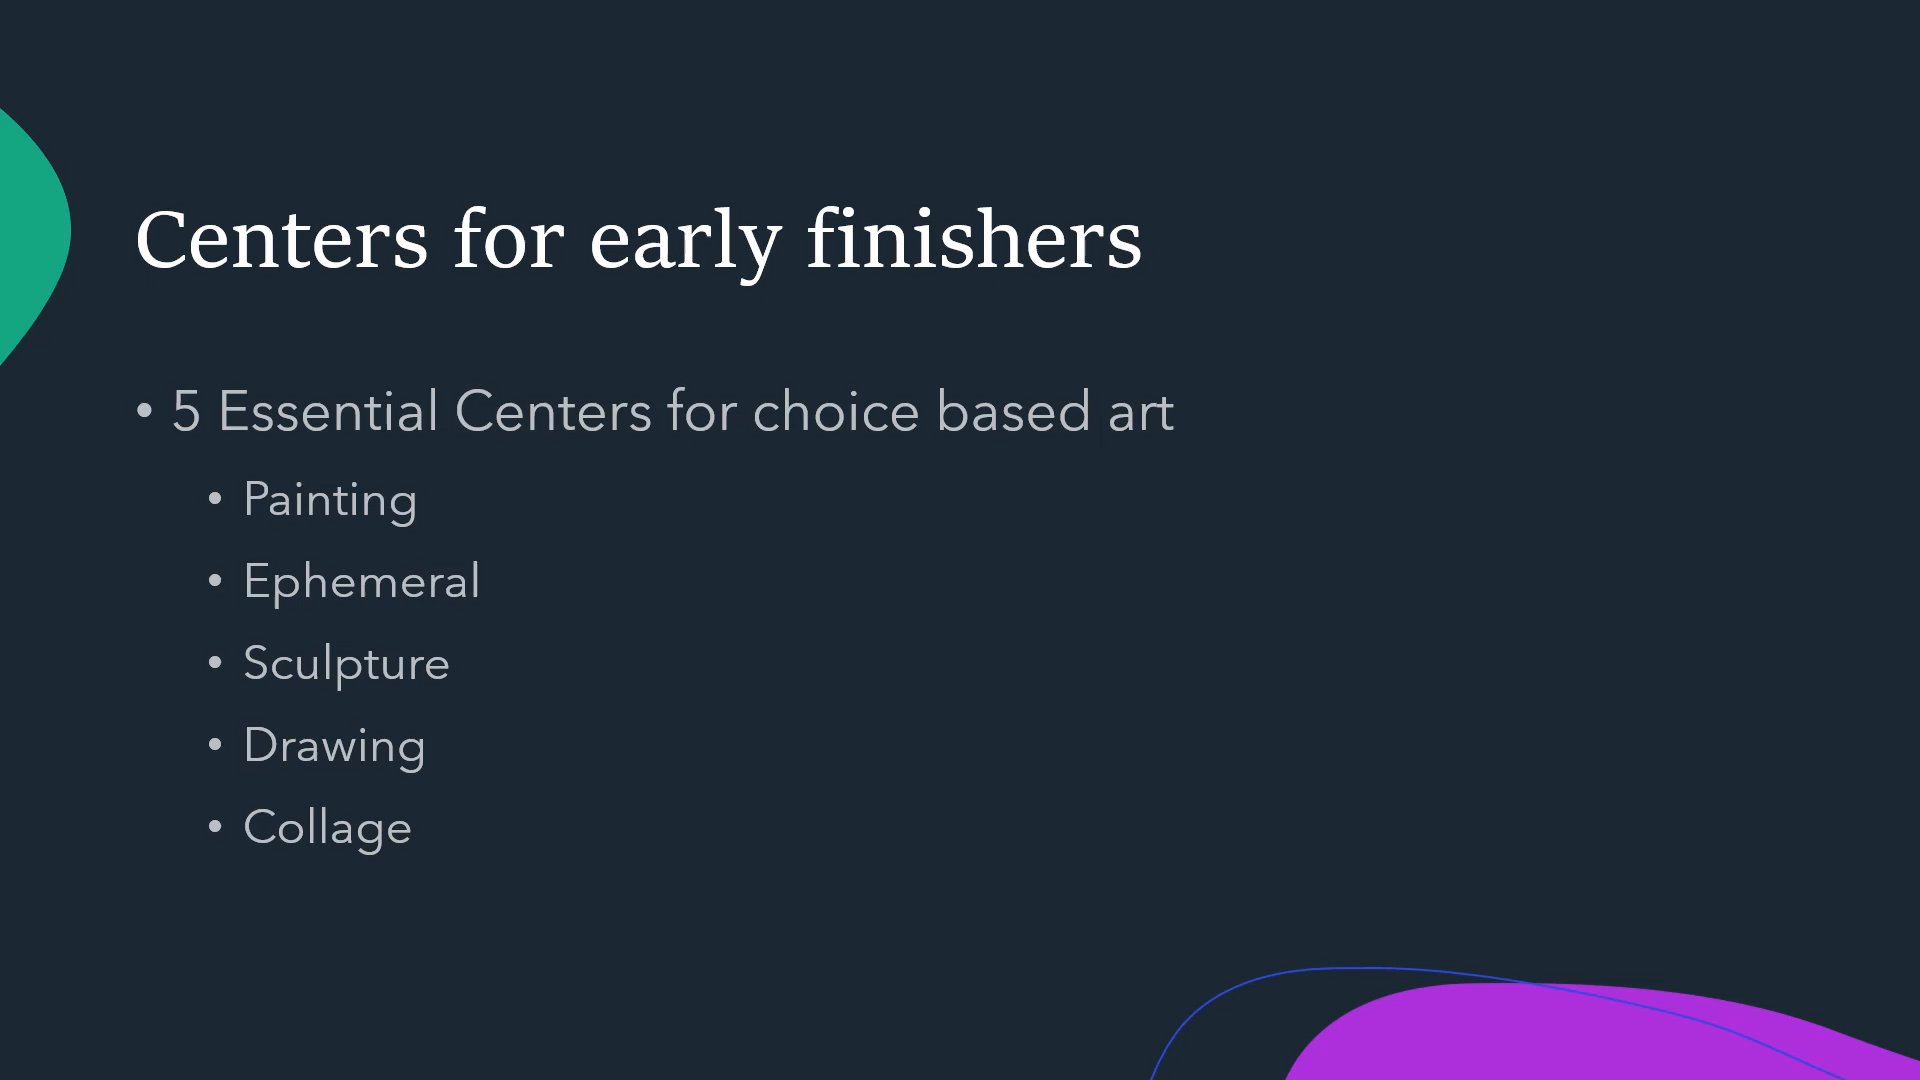 Centers for early finishers
• 5 Essential Centers for choice based art
• Painting
• Ephemeral
• Sculpture
• Drawing
• Collage